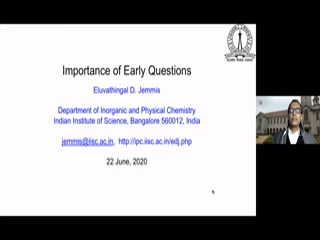 Importance of Early Questions
Eluvathingal D. Jemmis
Department of Inorganic and Physical Chemistry
Indian Institute of Science, Bangalore 560012, India
jemmis@iisc.ac.in, http://ipc.iisc.ac.in/edj.php
22 June, 2020